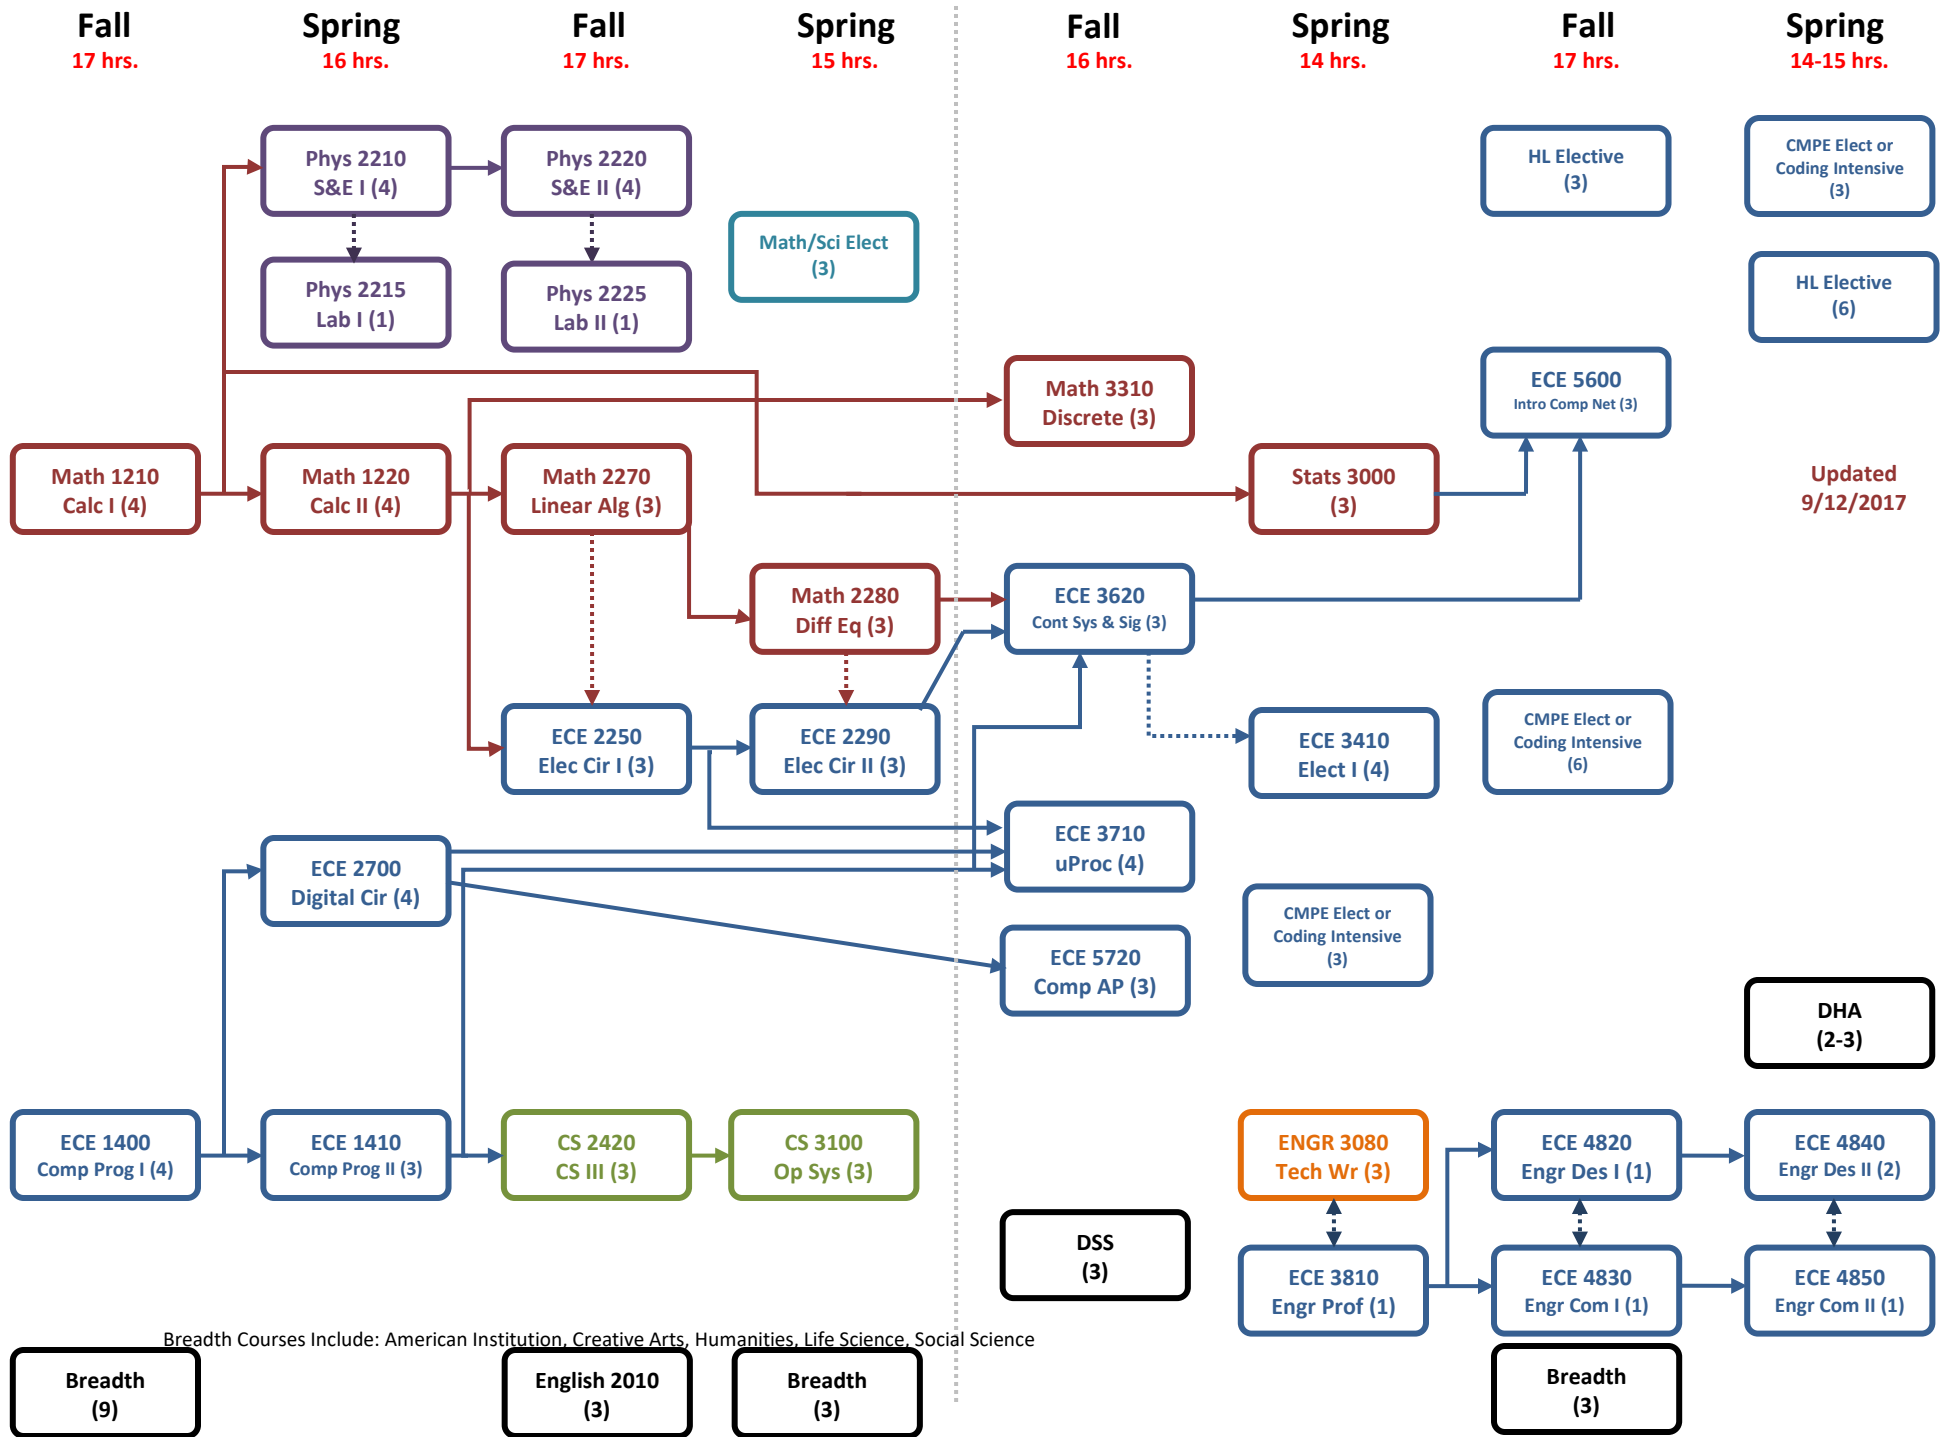 Fall
17 hrs.
Spring
16 hrs.
Fall
17 hrs.
Spring
15 hrs.
Fall
16 hrs.
Spring
14 hrs.
Fall
17 hrs.
Spring
14-15 hrs.
Phys 2210
S&E I (4)
Phys 2220
S&E II (4)
HL Elective
(3)
CMPE Elect or
Coding Intensive
(3)
Math/Sci Elect
(3)
Phys 2215
Lab I (1)
Phys 2225
Lab II (1)
HL Elective
(6)
Math 3310
Discrete (3)
ECE 5600
Intro Comp Net (3)
Math 1210
Calc I (4)
Math 1220
Calc II (4)
Math 2270
Linear Alg (3)
Stats 3000
(3)
Updated
9/12/2017
Math 2280
Diff Eq (3)
ECE 3620
Cont Sys & Sig (3)
ECE 2250
Elec Cir I (3)
ECE 2290
Elec Cir II (3)
ECE 3410
Elect I (4)
CMPE Elect or
Coding Intensive
(6)
ECE 2700
Digital Cir (4)
ECE 3710
uProc (4)
CMPE Elect or
Coding Intensive
(3)
ECE 5720
Comp AP (3)
DHA
(2-3)
ECE 1400
Comp Prog I (4)
ECE 1410
Comp Prog II (3)
CS 2420
CS III (3)
CS 3100
Op Sys (3)
ENGR 3080
Tech Wr (3)
ECE 4820
Engr Des I (1)
ECE 4840
Engr Des II (2)
DSS
(3)
ECE 3810
Engr Prof (1)
ECE 4830
Engr Com I (1)
ECE 4850
Engr Com II (1)
Breadth Courses Include: American Institution, Creative Arts, Humanities, Life Science, Social Science
Breadth
(9)
English 2010
(3)
Breadth
(3)
Breadth
(3)